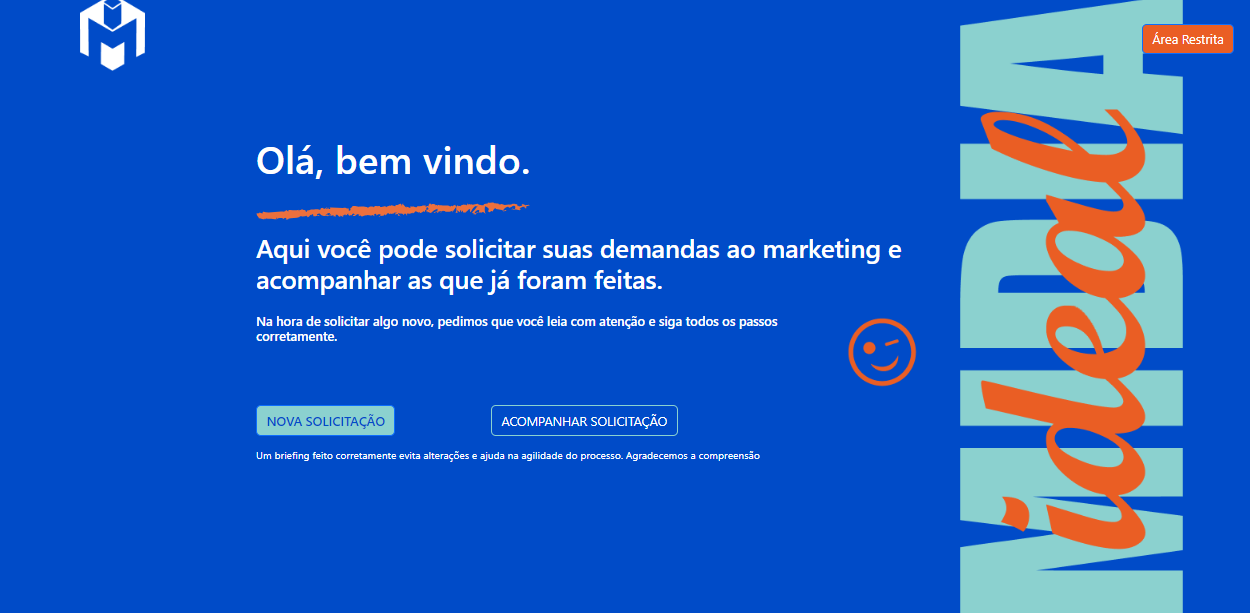 Área Restrita
Olá, bem vindo.
Aqui você pode solicitar suas demandas ao marketing e
acompanhar as que já foram feitas.
Na hora de solicitar algo novo, pedimos que você leia com atenção e siga todos os passos
corretamente.
NOVA SOLICITAÇÃO
ACOMPANHAR SOLICITAÇÃO
Um briefing feito corretamente evita alterações e ajuda na agilidade do processo. Agradecemos a compreensão
MÍDIA
ideal